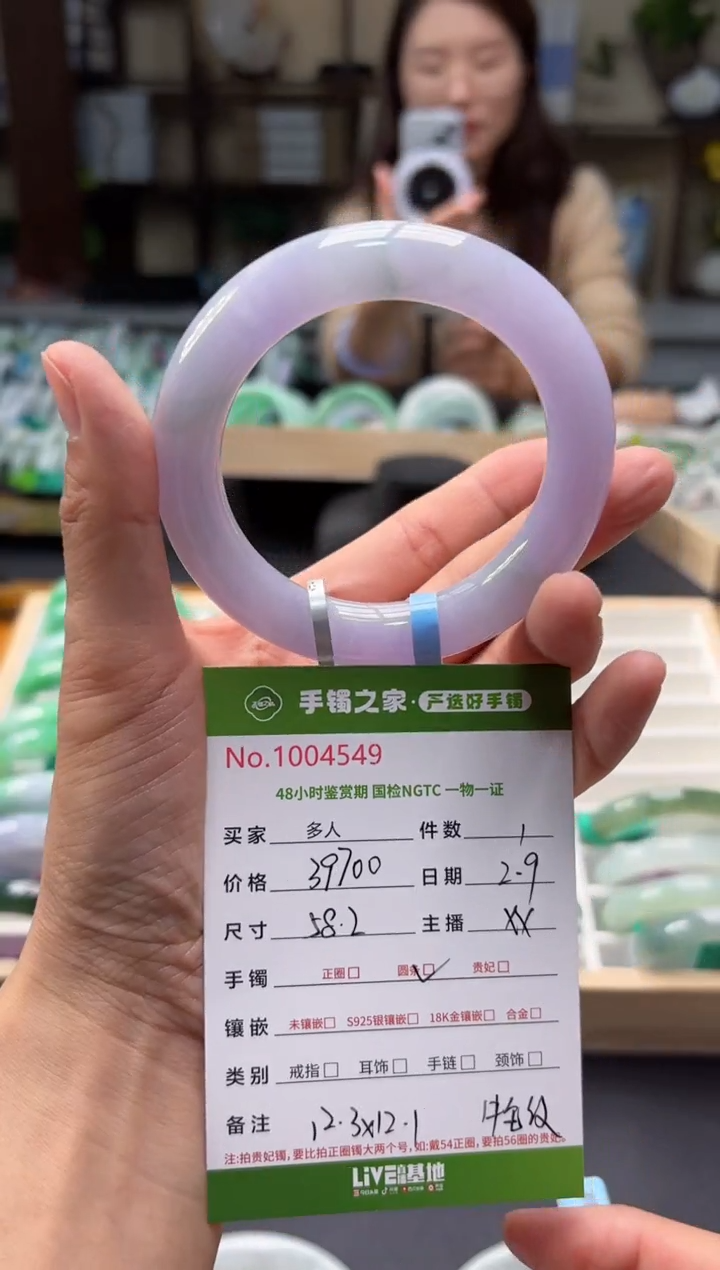 手镯之家·严选好手镯
No.1004549
48小时鉴赏期 国检NGTC 一物一证
买家 多人 件数 1
价格 39700 日期 2-9
尺寸 58.2 主播 XX
手镯 正圈□ 圆条□✓ 贵妃□
镶嵌 未镶嵌□ S925银镶嵌□ 18K金镶嵌□ 合金□
类别 戒指□ 耳饰□ 手链□ 颈饰□
备注 12.3x12.1 纹
注:拍贵妃镯,要比拍正圈镯大两个号,如:戴54正圈,要拍56圈的贵妃。
LiVE 基地